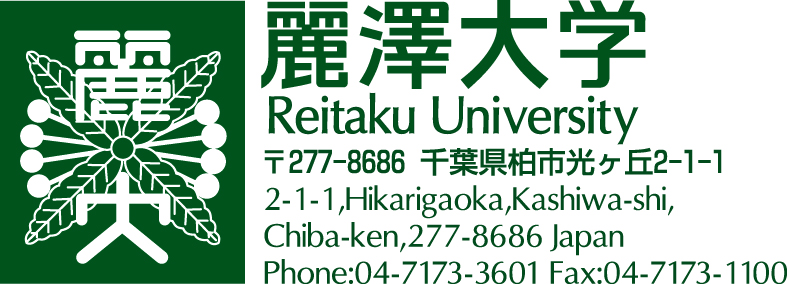 麗大
麗澤大学
Reitaku University
〒277-8686 千葉県柏市光ヶ丘2-1-1
2-1-1,Hikarigaoka,Kashiwa-shi,
Chiba-ken,277-8686 Japan
Phone:04-7173-3601 Fax:04-7173-1100